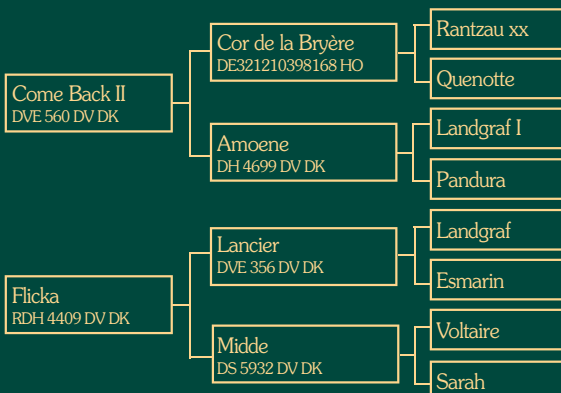 Come Back II
DVE 560 DV DK
Cor de la Bryère
DE321210398168 HO
Rantzau xx
Quenotte
Amoene
DH 4699 DV DK
Landgraf I
Pandura
Flicka
RDH 4409 DV DK
Lancier
DVE 356 DV DK
Landgraf
Esmarin
Midde
DS 5932 DV DK
Voltaire
Sarah